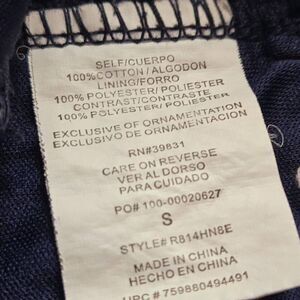 SELF/CUERPO
100%COTTON/ALGODON
LINING/FORRO
100% POLYESTER/POLIESTER
CONTRAST/CONTRASTE
100% POLYESTER/POLIESTER
EXCLUSIVE OF ORNAMENTATION
EXCLUSIVO DE ORNAMENTACIÓN
RN#39831
CARE ON REVERSE
VER AL DORSO
PARA CUIDADO
PO# 100-00020627
S
STYLE# R814HN8E
MADE IN CHINA
HECHO EN CHINA
UPC # 759880494491